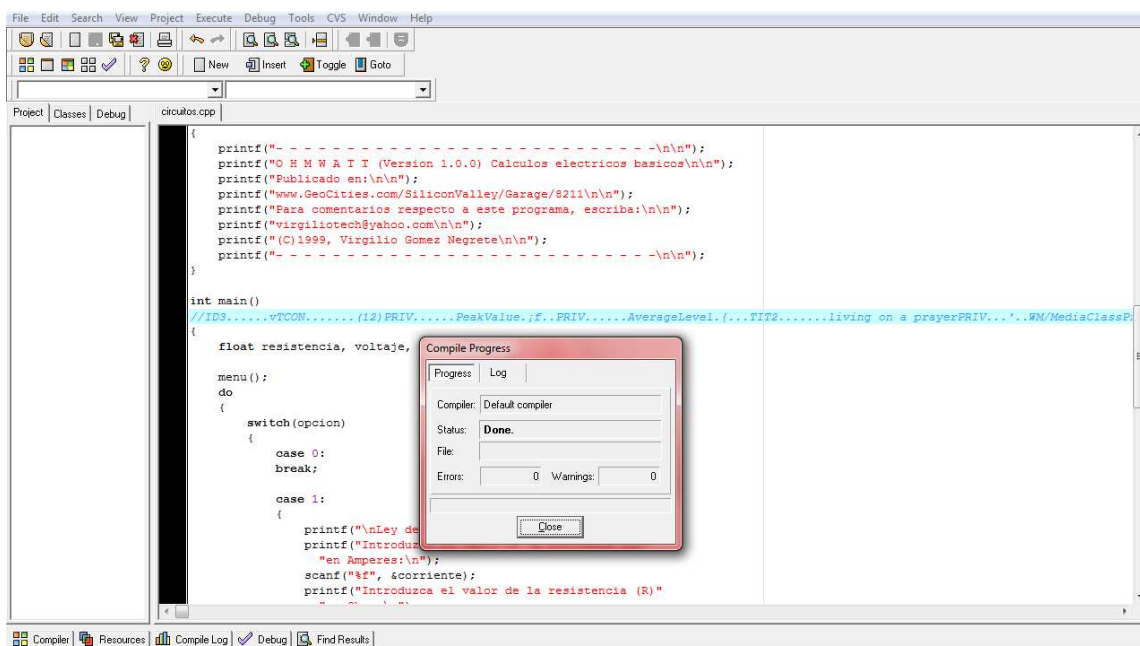 File Edit Search View Project Execute Debug Tools CVS Window Help
New Insert Toggle Goto
Project Classes Debug
circuitos.cpp
{
printf("- - - - - - - - - - - - - - - - - - - - - - - - - - -\n\n");
printf("O H M W A T T (Version 1.0.0) Calculos electricos basicos\n\n");
printf("Publicado en:\n\n");
printf("www.GeoCities.com/SiliconValley/Garage/8211\n\n");
printf("Para comentarios respecto a este programa, escriba:\n\n");
printf("virgiliotech@yahoo.com\n\n");
printf("(C)1999, Virgilio Gomez Negrete\n\n");
printf("- - - - - - - - - - - - - - - - - - - - - - - - - - -\n\n");
}
int main()
//ID3......vTCON.......(12)PRIV......PeakValue.;f..PRIV......AverageLevel.{...TIT2.......living on a prayerPRIV...'..WM/MediaClassP
{
float resistencia, voltaje,
menu();
do
{
switch(opcion)
{
case 0:
break;
case 1:
{
printf("\nLey de
printf("Introduz
"en Amperes:\n");
scanf("%f", &corriente);
printf("Introduzca el valor de la resistencia (R)"
Compile Progress
Progress Log
Compiler: Default compiler
Status: Done.
File:
Errors: 0 Warnings: 0
Close
Compiler Resources Compile Log Debug Find Results